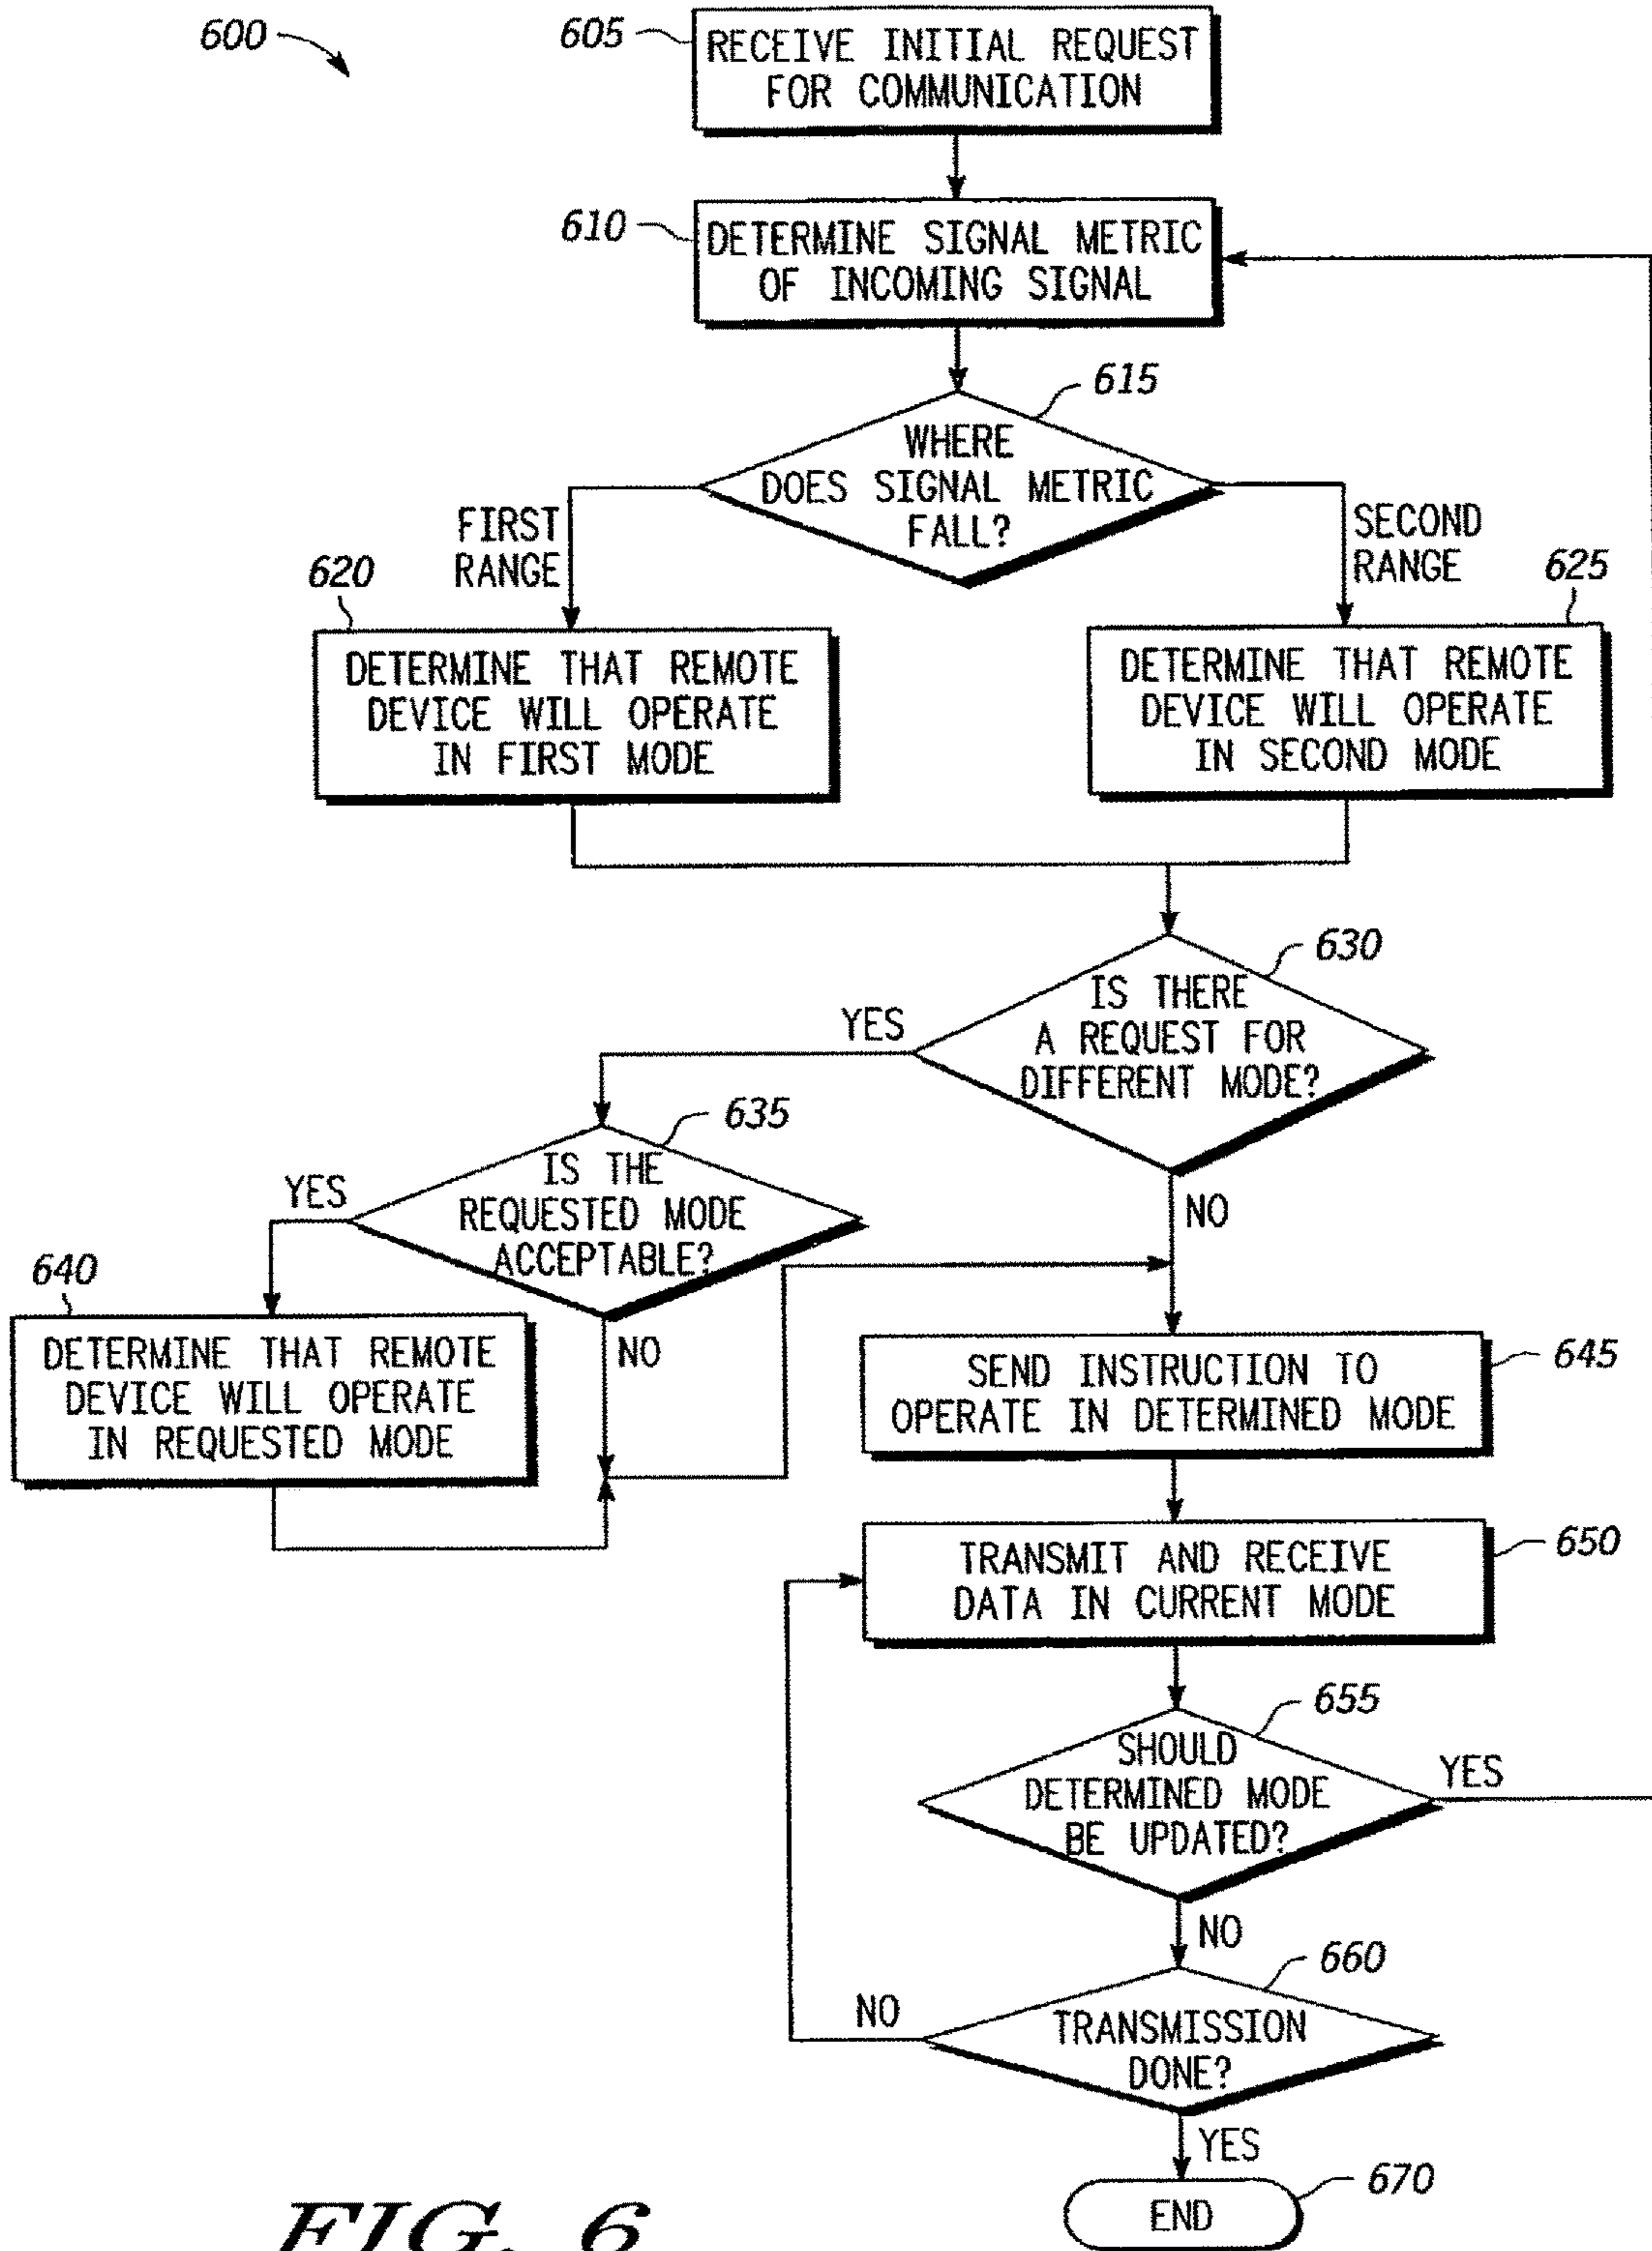 600
605
RECEIVE INITIAL REQUEST
FOR COMMUNICATION
610
DETERMINE SIGNAL METRIC
OF INCOMING SIGNAL
615
WHERE
DOES SIGNAL METRIC
FALL?
FIRST
RANGE
SECOND
RANGE
620
625
DETERMINE THAT REMOTE
DEVICE WILL OPERATE
IN FIRST MODE
DETERMINE THAT REMOTE
DEVICE WILL OPERATE
IN SECOND MODE
630
IS THERE
A REQUEST FOR
DIFFERENT MODE?
YES
NO
635
IS THE
REQUESTED MODE
ACCEPTABLE?
YES
NO
640
DETERMINE THAT REMOTE
DEVICE WILL OPERATE
IN REQUESTED MODE
645
SEND INSTRUCTION TO
OPERATE IN DETERMINED MODE
650
TRANSMIT AND RECEIVE
DATA IN CURRENT MODE
655
SHOULD
DETERMINED MODE
BE UPDATED?
YES
NO
660
TRANSMISSION
DONE?
NO
YES
670
END
FIG. 6